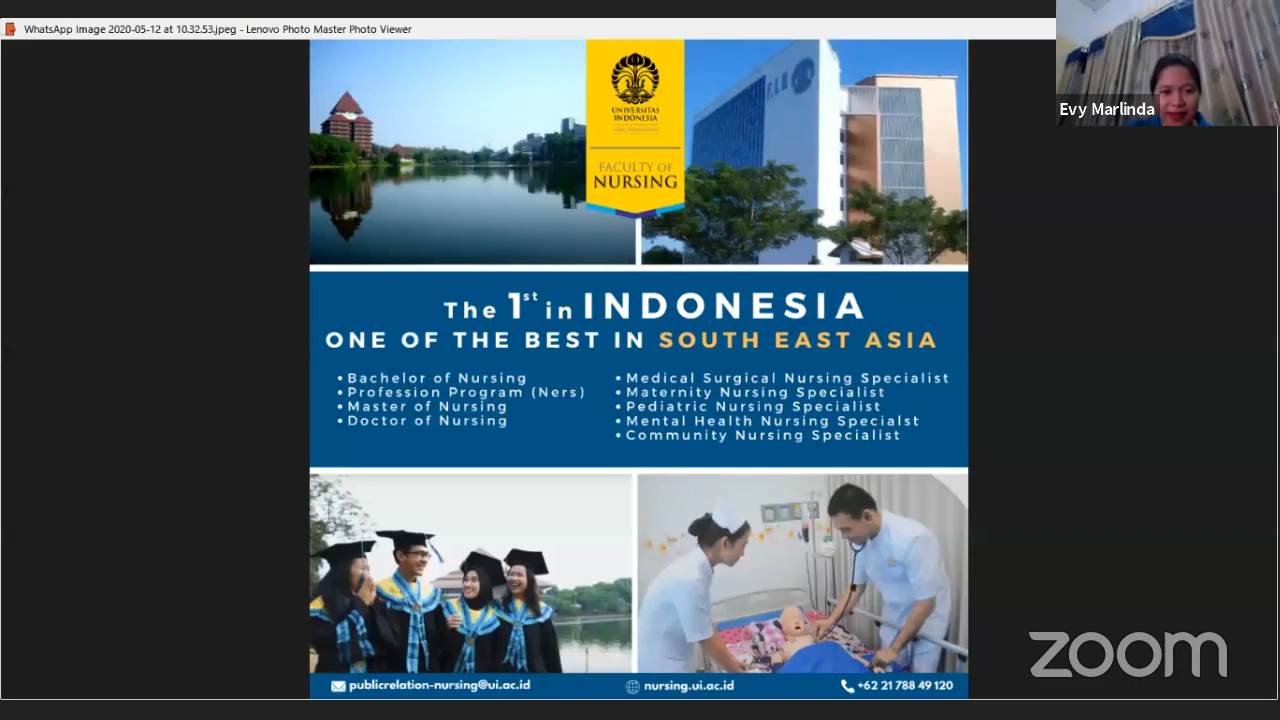 WhatsApp Image 2020-05-12 at 10.32.53.jpeg - Lenovo Photo Master Photo Viewer
Evy Marlinda
UNIVERSITAS
INDONESIA
FACULTY OF
NURSING
F.I.K
The 1st in INDONESIA
ONE OF THE BEST IN SOUTH EAST ASIA
•Bachelor of Nursing
•Profession Program (Ners)
•Master of Nursing
•Doctor of Nursing
•Medical Surgical Nursing Specialist
•Maternity Nursing Specialist
•Pediatric Nursing Specialist
•Mental Health Nursing Specialst
•Community Nursing Specialist
publicrelation-nursing@ui.ac.id
nursing.ui.ac.id
+62 21 788 49 120
zoom